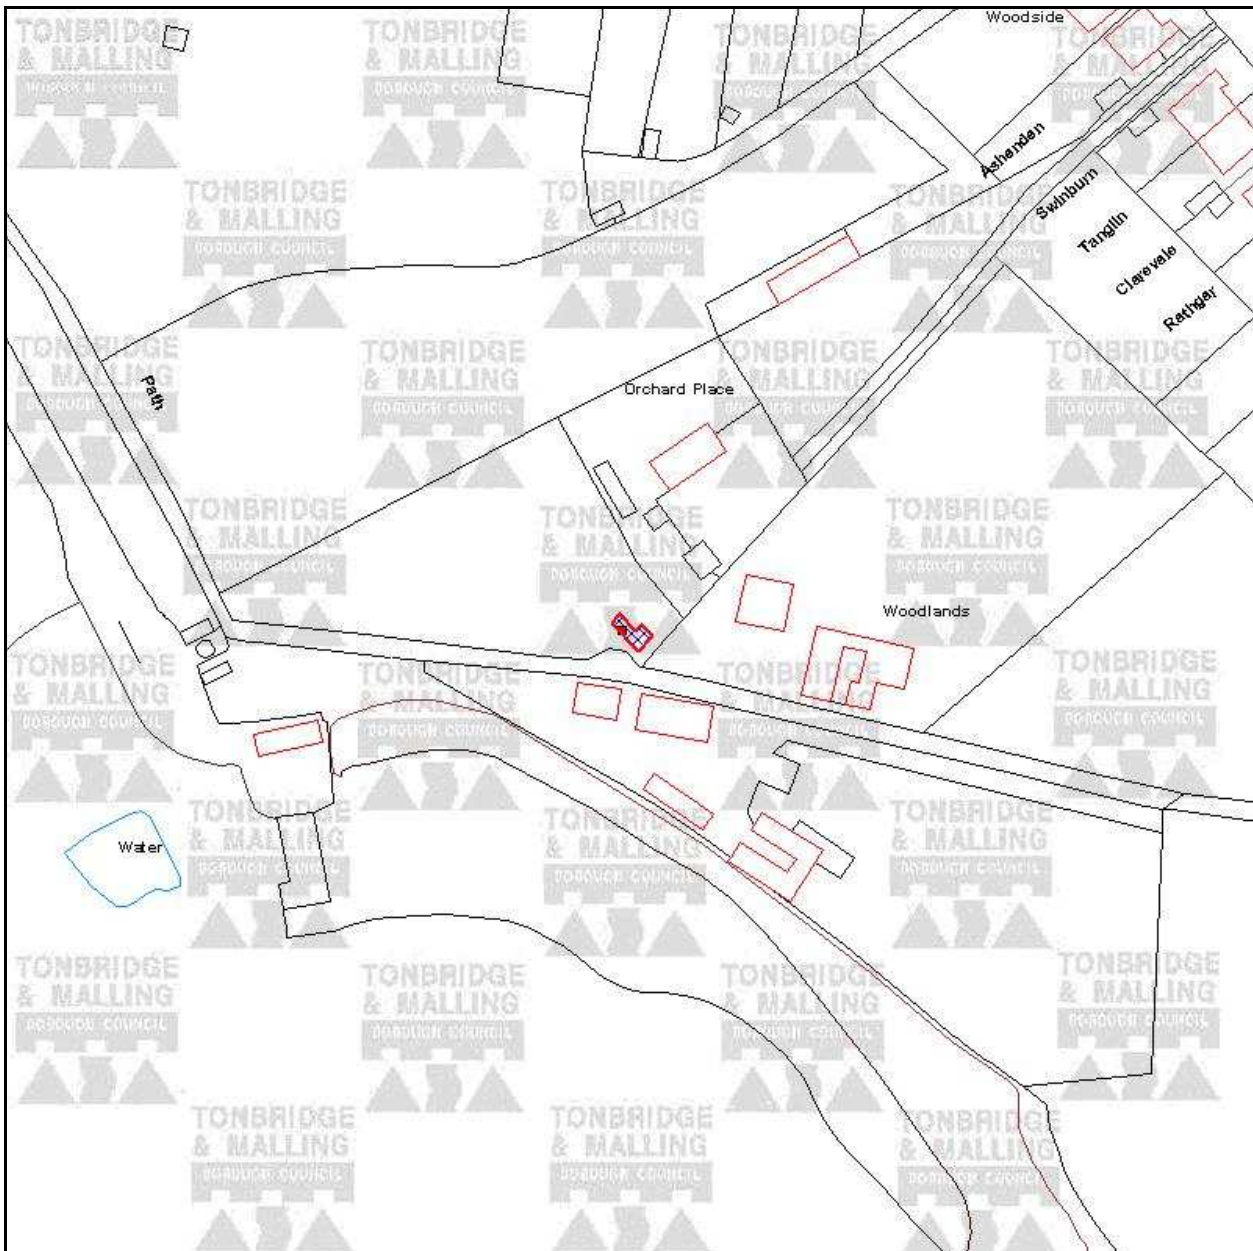 Woodside
Ashenden
Swinburn
Tanglin
Clarevale
Rathgar
Path
Orchard Place
Woodlands
Water
TONBRIDGE
& MALLING
BOROUGH COUNCIL